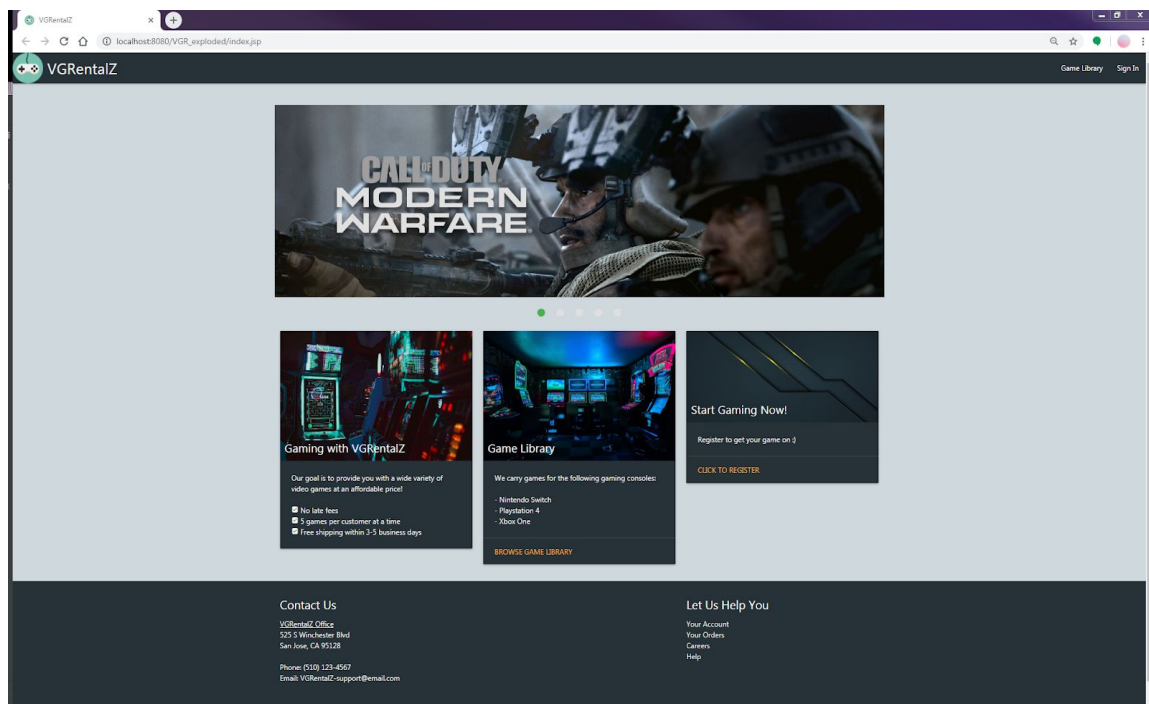 VGRentalZ
localhost:8080/VGR_exploded/index.jsp
VGRentalZ
Game Library
Sign In
CALL OF DUTY
MODERN
WARFARE
Gaming with VGRentalZ
Our goal is to provide you with a wide variety of
video games at an affordable price!
No late fees
5 games per customer at a time
Free shipping within 3-5 business days
Game Library
We carry games for the following gaming consoles:
- Nintendo Switch
- Playstation 4
- Xbox One
BROWSE GAME LIBRARY
Start Gaming Now!
Register to get your game on :)
CLICK TO REGISTER
Contact Us
VGRentalZ Office
525 S Winchester Blvd
San Jose, CA 95128
Phone: (510) 123-4567
Email: VGRentalZ-support@email.com
Let Us Help You
Your Account
Your Orders
Careers
Help